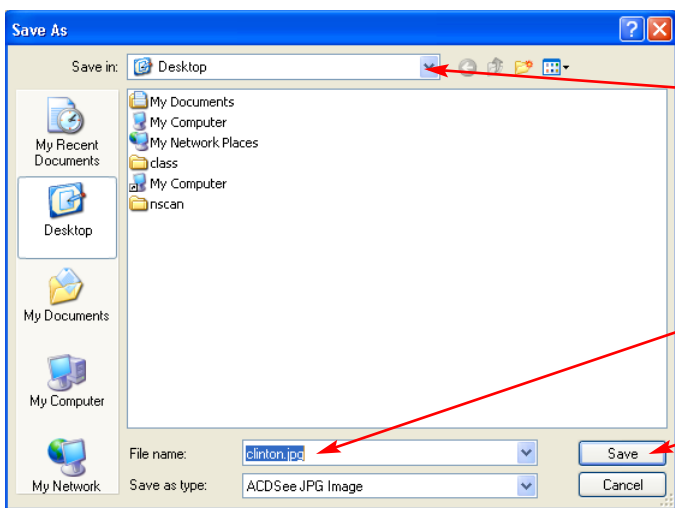 Save As
Save in:
Desktop
My Documents
My Computer
My Network Places
class
My Computer
nscan
My Recent
Documents
Desktop
My Documents
My Computer
My Network
File name:
clinton.jpg
Save
Save as type:
ACDSee JPG Image
Cancel